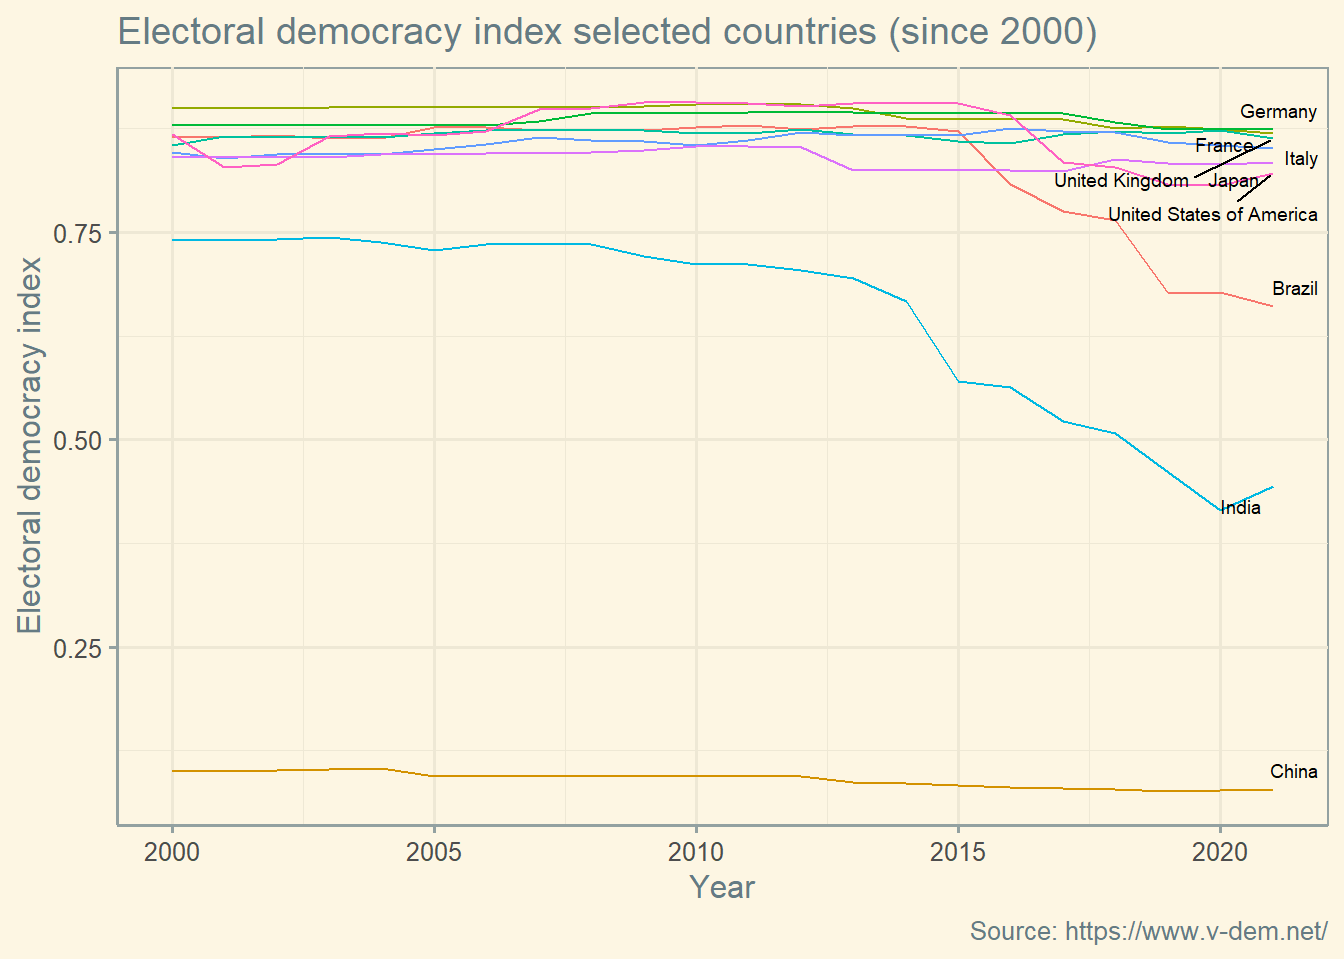 Electoral democracy index selected countries (since 2000)
Germany
France
Italy
United Kingdom
Japan
United States of America
0.75
Brazil
Electoral democracy index
0.50
India
0.25
China
2000 2005 2010 2015 2020
Year
Source: https://www.v-dem.net/